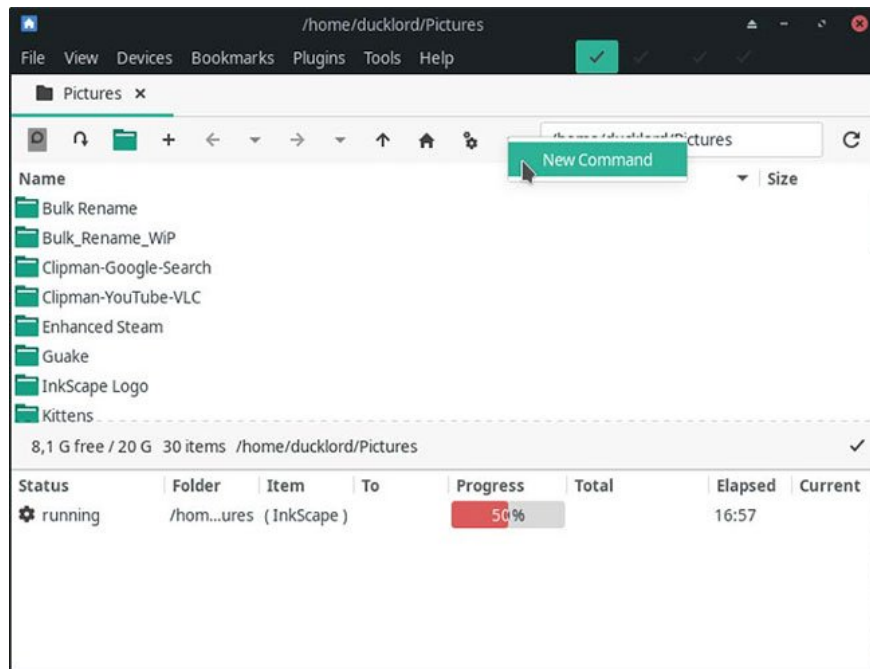 /home/ducklord/Pictures
File View Devices Bookmarks Plugins Tools Help
Pictures
New Command
Name Size
Bulk Rename
Bulk_Rename_WiP
Clipman-Google-Search
Clipman-YouTube-VLC
Enhanced Steam
Guake
InkScape Logo
Kittens
8,1 G free / 20 G 30 items /home/ducklord/Pictures
Status Folder Item To Progress Total Elapsed Current
running /hom...ures ( InkScape ) 50% 16:57